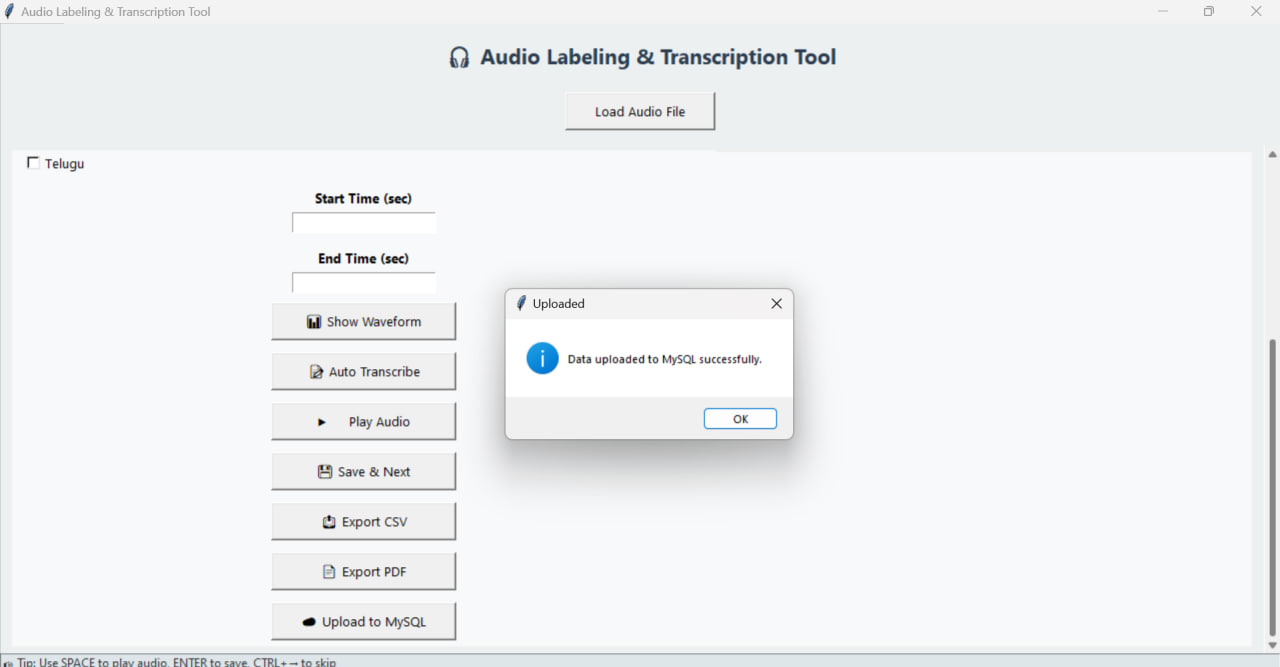 Audio Labeling & Transcription Tool
🎧 Audio Labeling & Transcription Tool
Load Audio File
Telugu
Start Time (sec)
End Time (sec)
Show Waveform
Auto Transcribe
Play Audio
Save & Next
Export CSV
Export PDF
Upload to MySQL
Uploaded
Data uploaded to MySQL successfully.
OK
Tip: Use SPACE to play audio, ENTER to save, CTRL+→ to skip